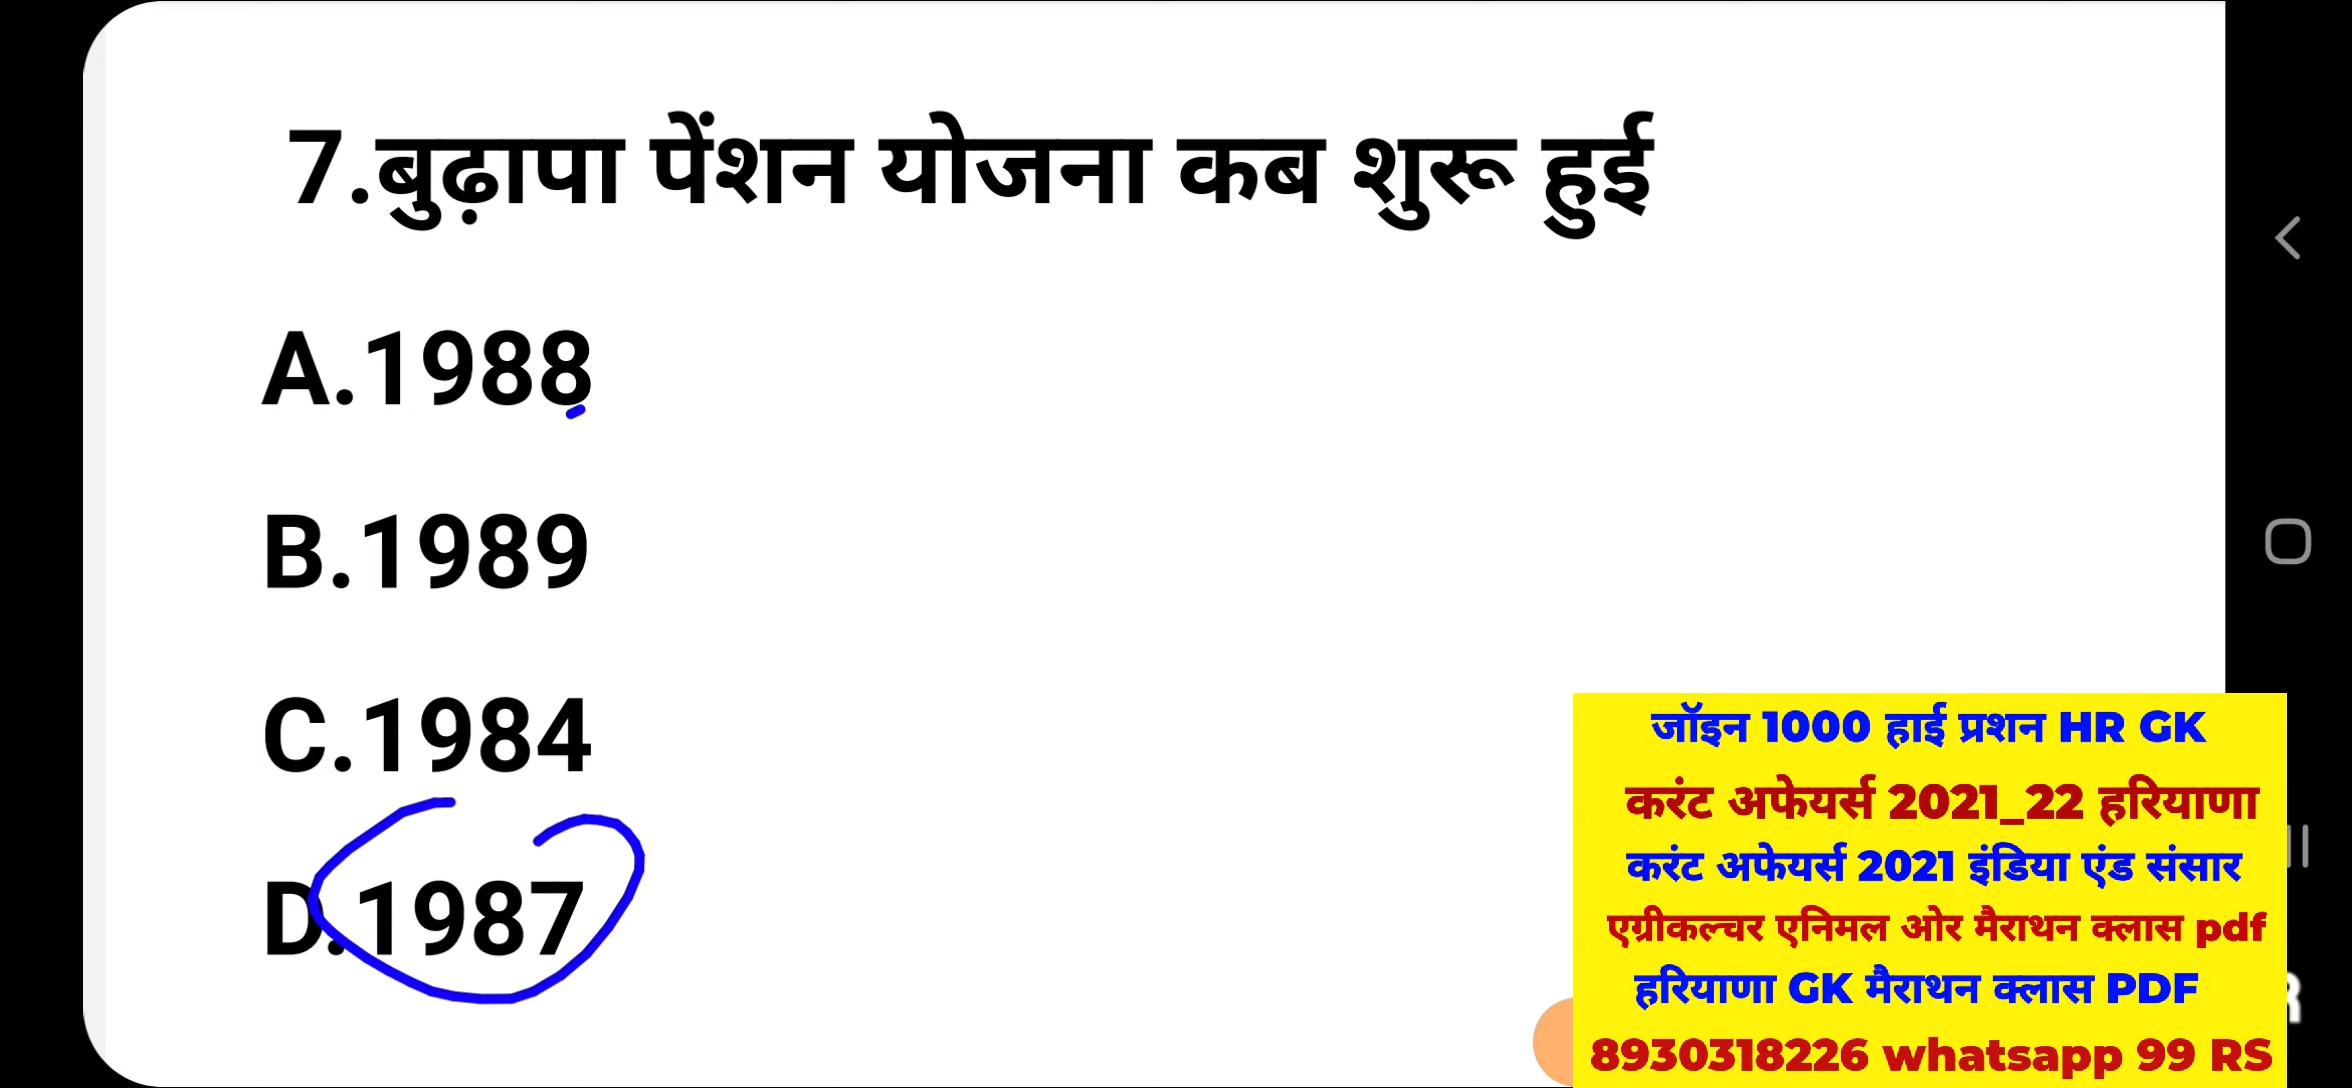 7.बुढ़ापा पेंशन योजना कब शुरू हुई
A.1988
B.1989
C.1984
D.1987
जॉइन 1000 हाई प्रशन HR GK
करंट अफेयर्स 2021_22 हरियाणा
करंट अफेयर्स 2021 इंडिया एंड संसार
एग्रीकल्चर एनिमल ओर मैराथन क्लास pdf
हरियाणा GK मैराथन क्लास PDF
8930318226 whatsapp 99 RS